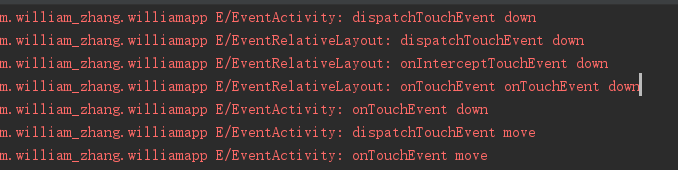 m.william_zhang.williamapp E/EventActivity: dispatchTouchEvent down
m.william_zhang.williamapp E/EventRelativeLayout: dispatchTouchEvent down
m.william_zhang.williamapp E/EventRelativeLayout: onInterceptTouchEvent down
m.william_zhang.williamapp E/EventRelativeLayout: onTouchEvent onTouchEvent down
m.william_zhang.williamapp E/EventActivity: onTouchEvent down
m.william_zhang.williamapp E/EventActivity: dispatchTouchEvent move
m.william_zhang.williamapp E/EventActivity: onTouchEvent move